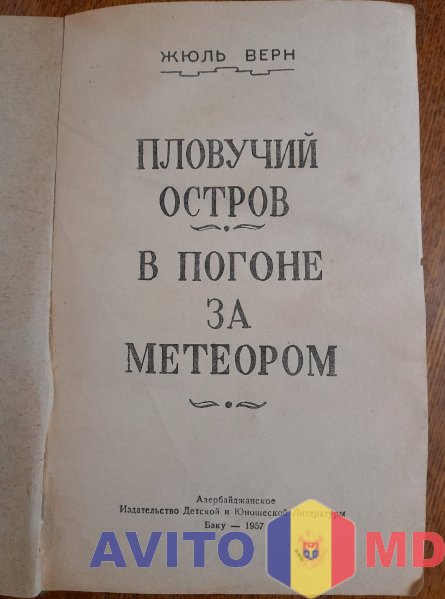 ЖЮЛЬ ВЕРН
ПЛОВУЧИЙ
ОСТРОВ
В ПОГОНЕ
ЗА
МЕТЕОРОМ
Азербайджанское
Издательство Детской и Юношеской Литературы
Баку — 1957
AVITO MD